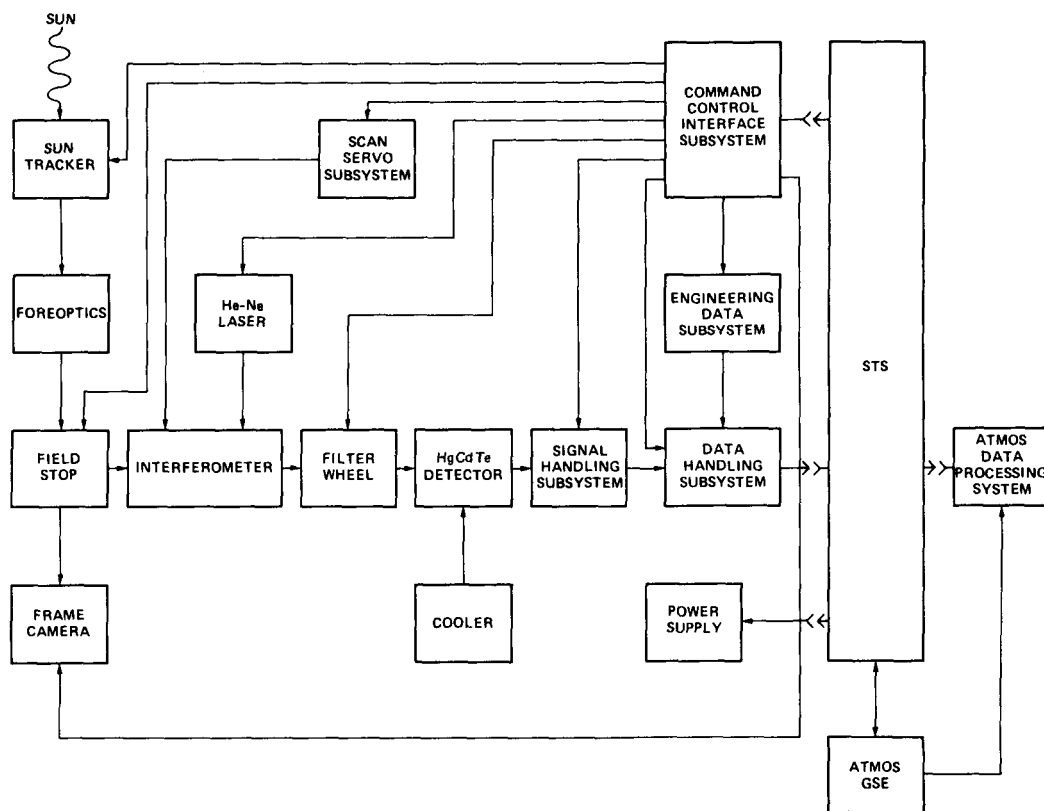 SUN
SUN
TRACKER
SCAN
SERVO
SUBSYSTEM
COMMAND
CONTROL
INTERFACE
SUBSYSTEM
FOREOPTICS
He-Ne
LASER
ENGINEERING
DATA
SUBSYSTEM
STS
FIELD
STOP
INTERFEROMETER
FILTER
WHEEL
HgCdTe
DETECTOR
SIGNAL
HANDLING
SUBSYSTEM
DATA
HANDLING
SUBSYSTEM
ATMOS
DATA
PROCESSING
SYSTEM
FRAME
CAMERA
COOLER
POWER
SUPPLY
ATMOS
GSE